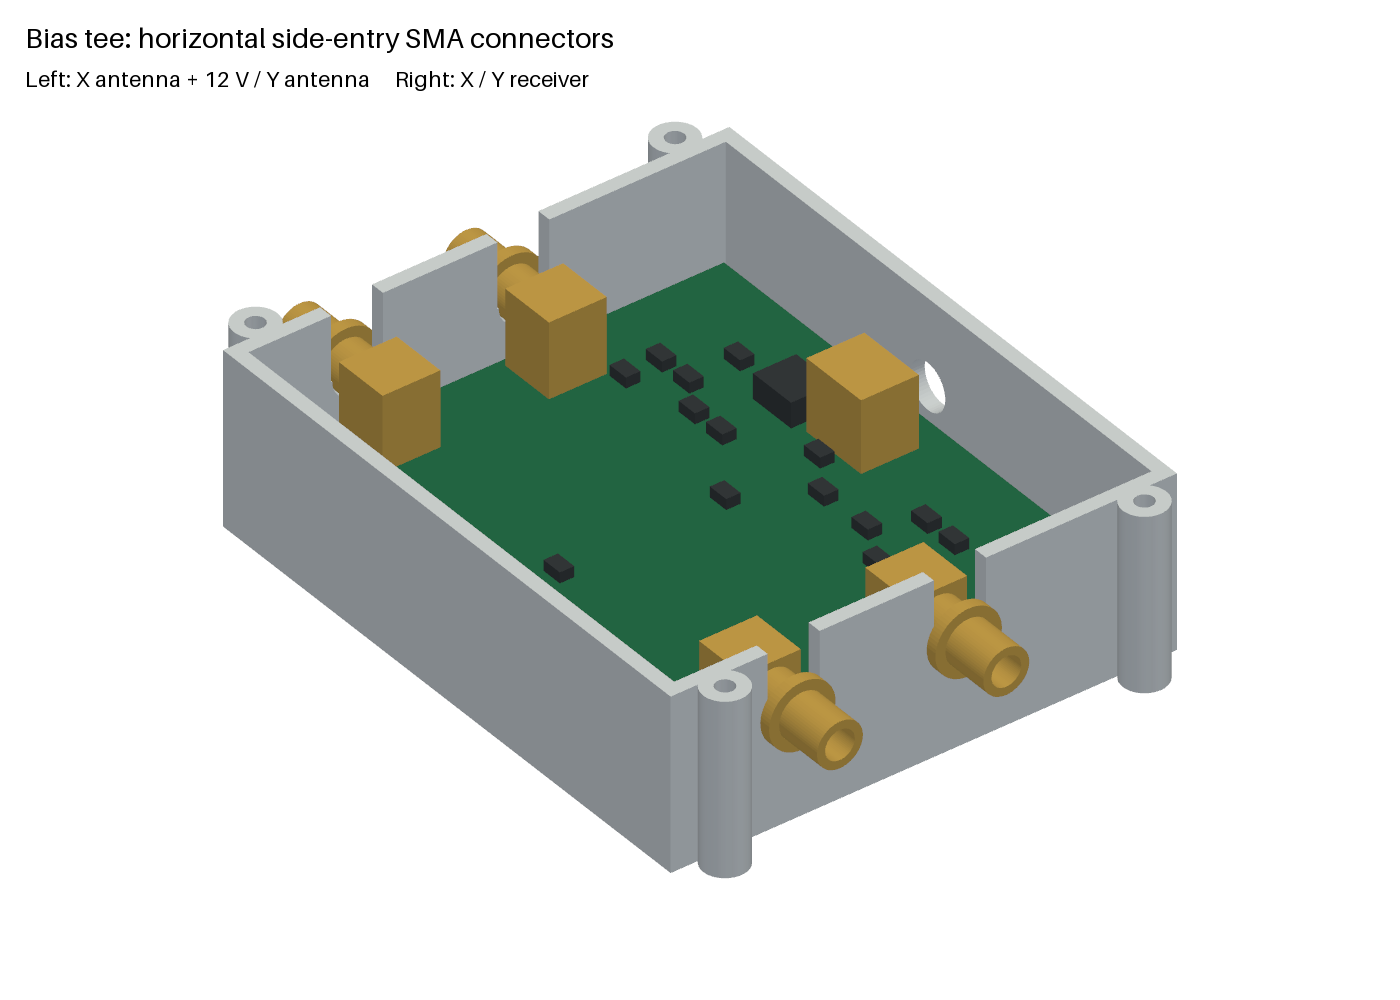 Bias tee: horizontal side-entry SMA connectors
Left: X antenna + 12 V / Y antenna Right: X / Y receiver